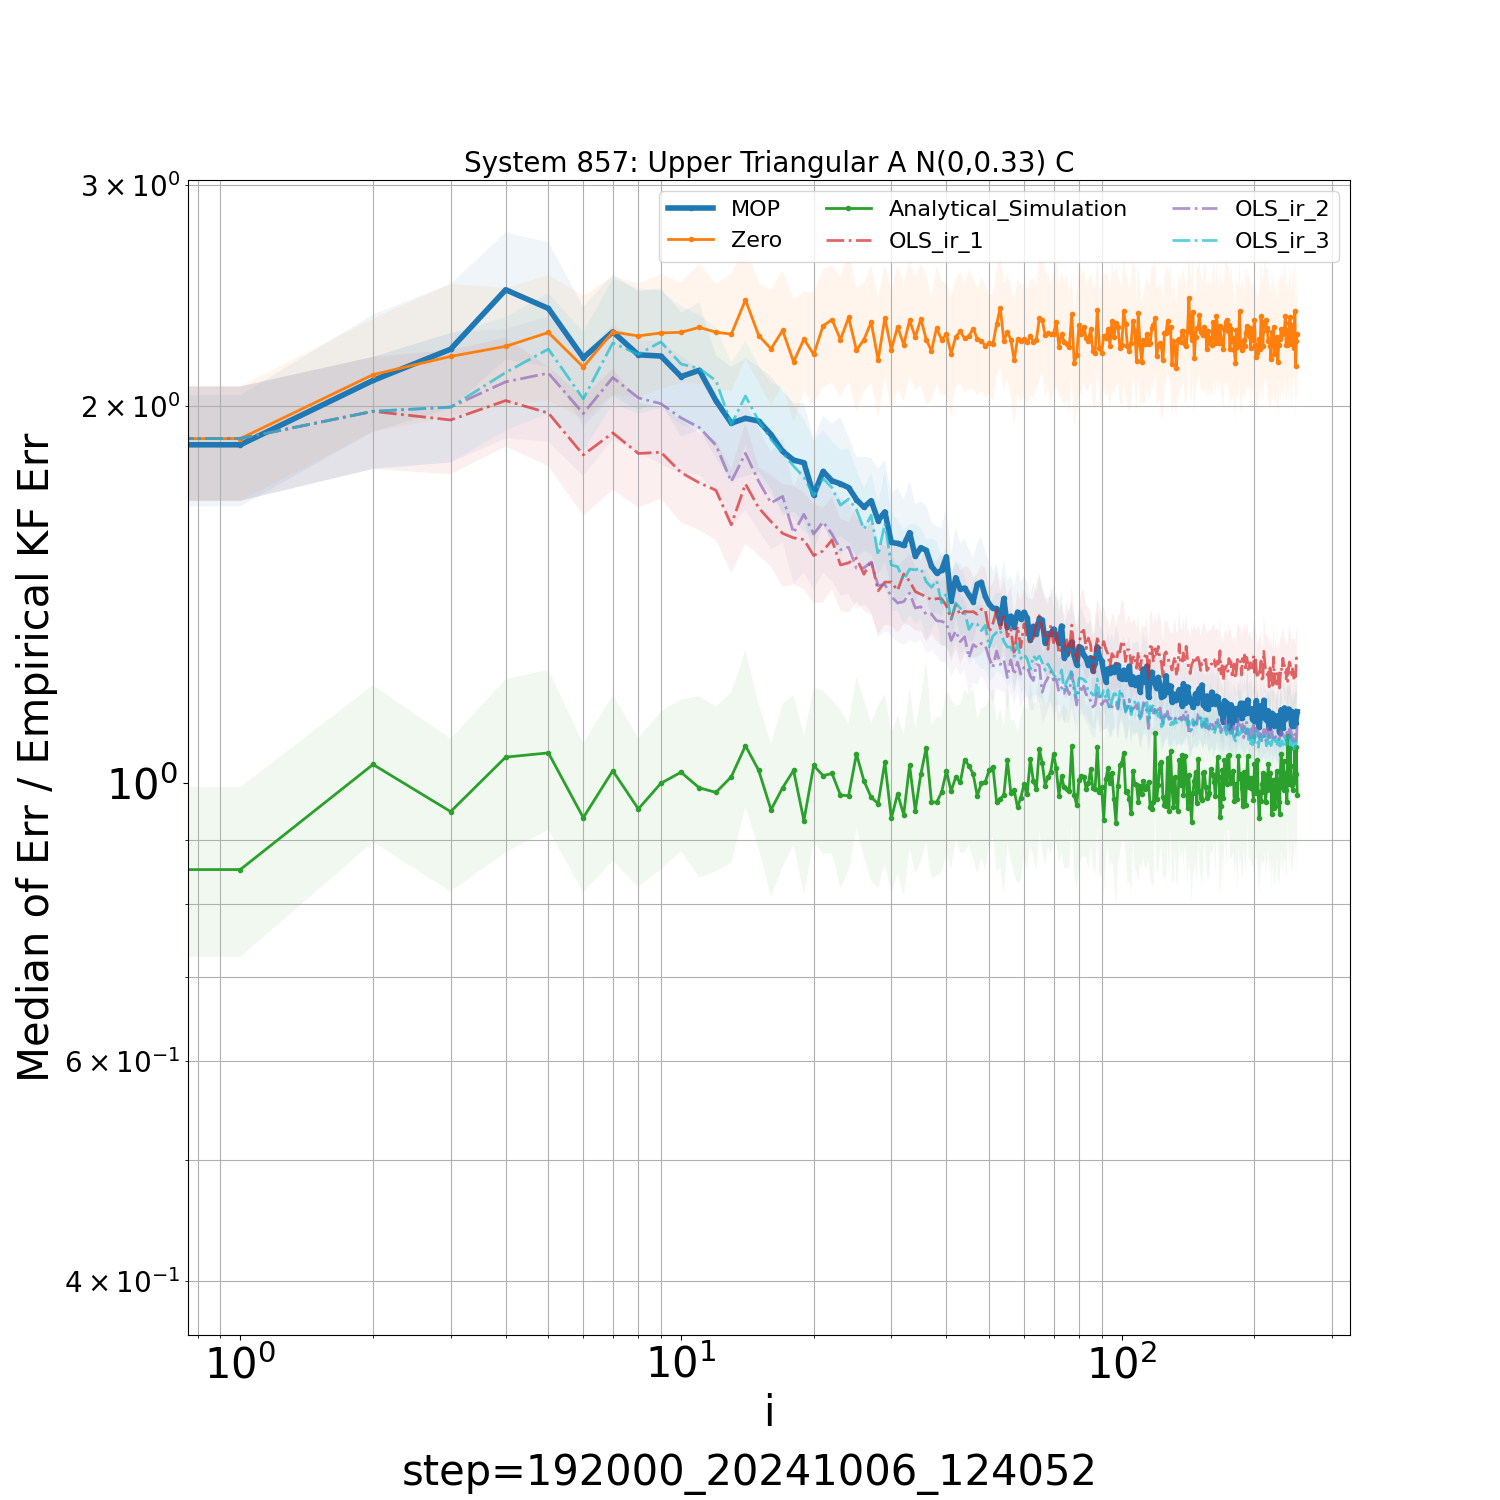 System 857: Upper Triangular A N(0,0.33) C
MOP
Zero
Analytical_Simulation
OLS_ir_1
OLS_ir_2
OLS_ir_3
Median of Err / Empirical KF Err
3 × 10⁰
2 × 10⁰
10⁰
6 × 10⁻¹
4 × 10⁻¹
10⁰ 10¹ 10²
i
step=192000_20241006_124052